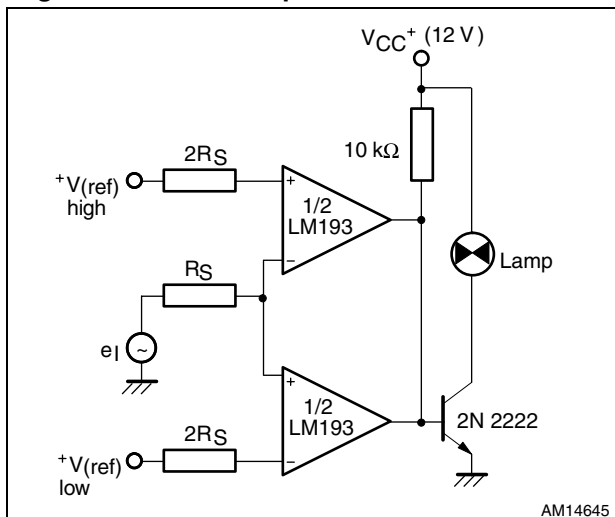 VCC+ (12 V)
10 kΩ
2RS
+V(ref)
high
+
1/2
LM193
−
Lamp
RS
eI
~
+
1/2
LM193
−
2N 2222
+V(ref)
low
2RS
AM14645